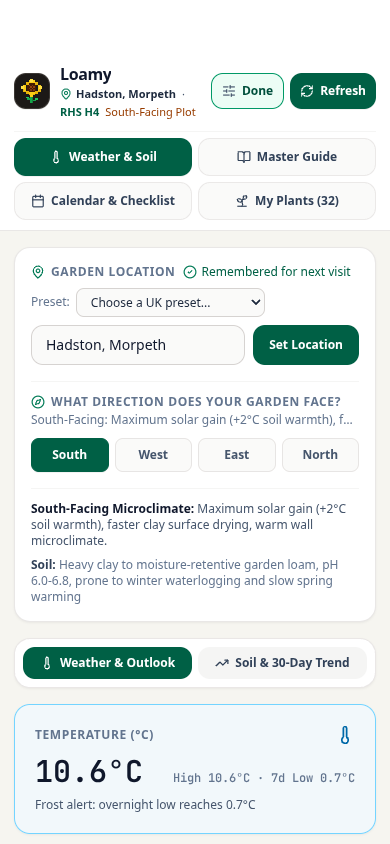 Loamy
Hadston, Morpeth ·
RHS H4 South-Facing Plot
Done
Refresh
Weather & Soil
Master Guide
Calendar & Checklist
My Plants (32)
GARDEN LOCATION Remembered for next visit
Preset: Choose a UK preset...
Hadston, Morpeth
Set Location
WHAT DIRECTION DOES YOUR GARDEN FACE?
South-Facing: Maximum solar gain (+2°C soil warmth), f...
South
West
East
North
South-Facing Microclimate: Maximum solar gain (+2°C
soil warmth), faster clay surface drying, warm wall
microclimate.
Soil: Heavy clay to moisture-retentive garden loam, pH
6.0-6.8, prone to winter waterlogging and slow spring
warming
Weather & Outlook
Soil & 30-Day Trend
TEMPERATURE (°C)
10.6°C
High 10.6°C · 7d Low 0.7°C
Frost alert: overnight low reaches 0.7°C